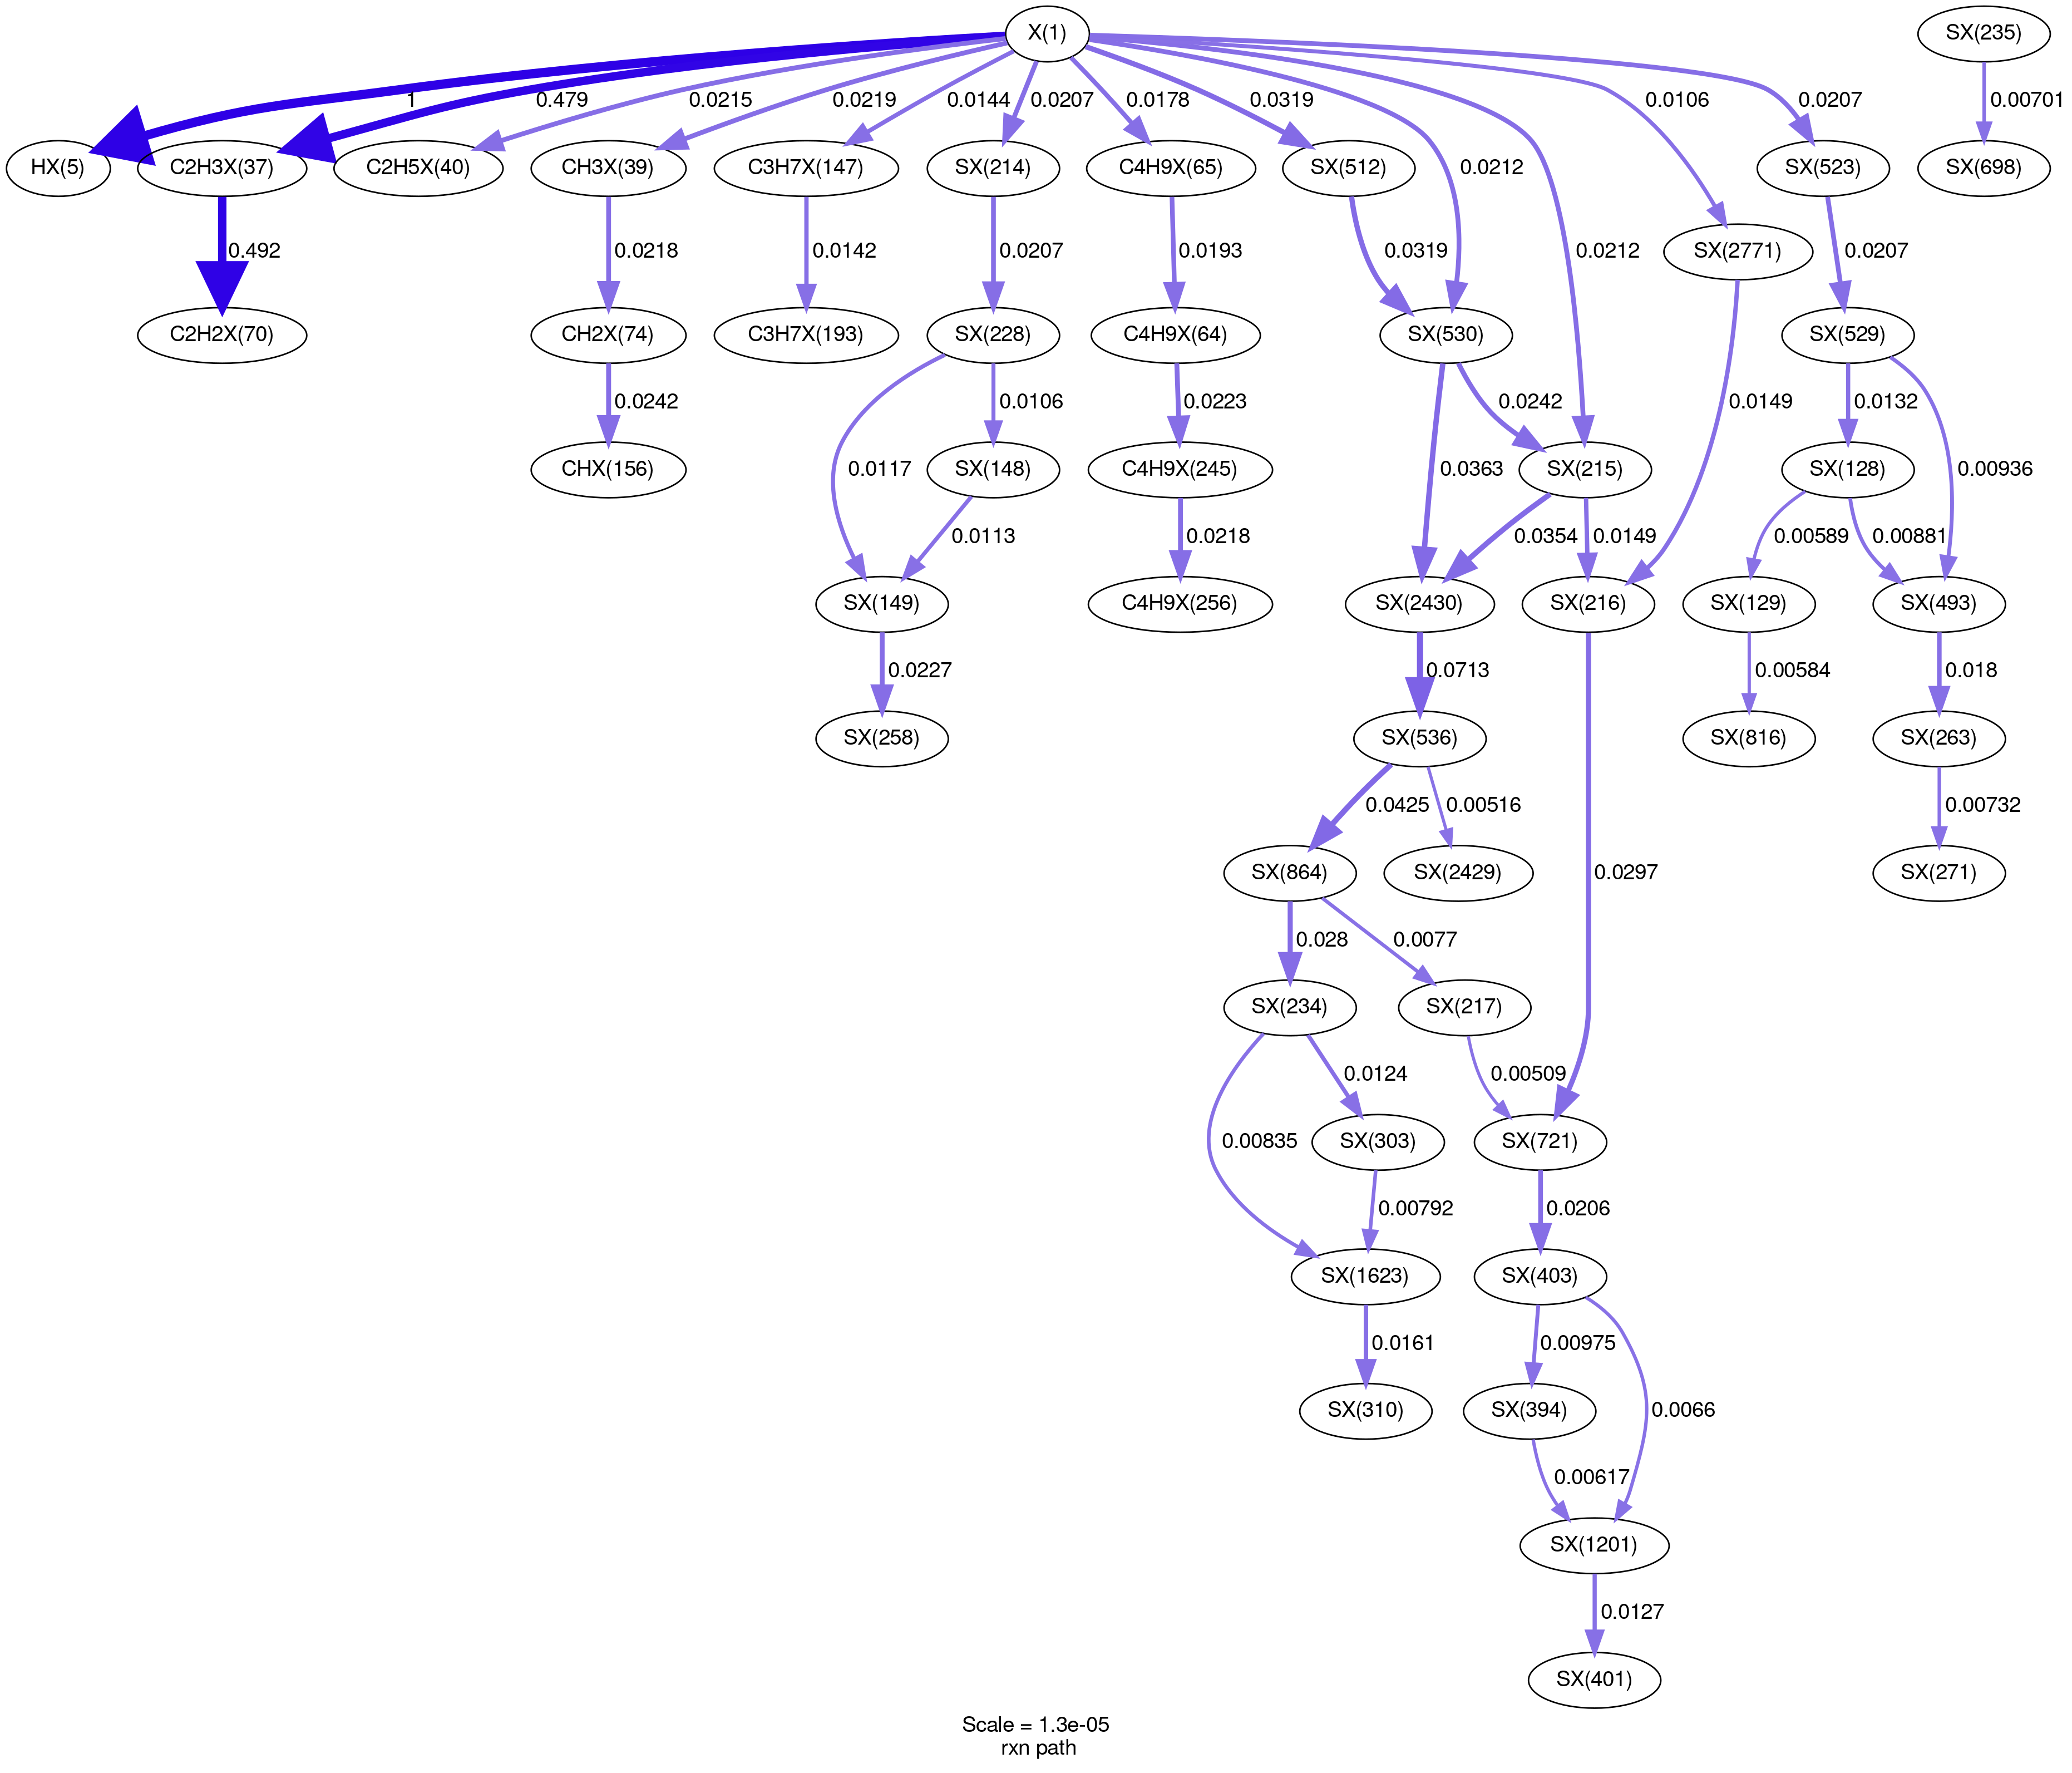 X(1)
SX(235)
1
0.479
0.0215
0.0219
0.0144
0.0207
0.0178
0.0319
0.0212
0.0212
0.0106
0.0207
0.00701
HX(5)
C2H3X(37)
C2H5X(40)
CH3X(39)
C3H7X(147)
SX(214)
C4H9X(65)
SX(512)
SX(523)
SX(698)
0.492
0.0218
0.0142
0.0207
0.0193
0.0319
SX(2771)
0.0207
C2H2X(70)
CH2X(74)
C3H7X(193)
SX(228)
C4H9X(64)
SX(530)
SX(529)
0.0242
0.0106
0.0223
0.0242
0.0149
0.0132
CHX(156)
0.0117
SX(148)
C4H9X(245)
SX(215)
SX(128)
0.00936
0.0113
0.0218
0.0363
0.0354
0.0149
0.00589
0.00881
SX(149)
C4H9X(256)
SX(2430)
SX(216)
SX(129)
SX(493)
0.0227
0.0713
0.00584
0.018
SX(258)
SX(536)
SX(816)
SX(263)
0.0425
0.00516
0.00732
SX(864)
SX(2429)
0.0297
SX(271)
0.028
0.0077
SX(234)
SX(217)
0.0124
0.00509
0.00835
SX(303)
SX(721)
0.00792
0.0206
SX(1623)
SX(403)
0.0161
0.00975
0.0066
SX(310)
SX(394)
0.00617
SX(1201)
0.0127
SX(401)
Scale = 1.3e-05
rxn path